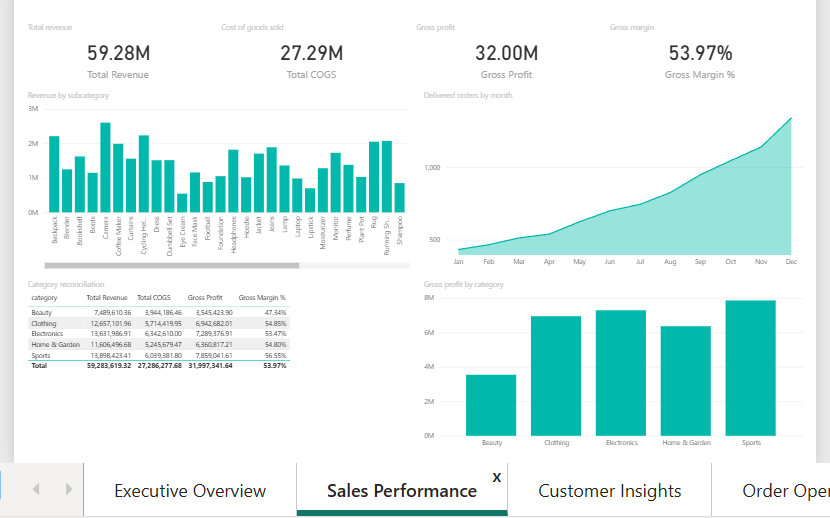 Total revenue Cost of goods sold Gross profit Gross margin
59.28M 27.29M 32.00M 53.97%
Total Revenue Total COGS Gross Profit Gross Margin %
Revenue by subcategory
3M
2M
1M
0M
Backpack Blender Bookshelf Boots Camera Coffee Maker Curtains Cycling Hel... Dress Dumbbell Set Eye Cream Face Mask Football Foundation Headphones Hoodie Jacket Jeans Lamp Laptop Lipstick Moisturizer Monitor Perfume Plant Pot Rug Running Sh... Shampoo
Delivered orders by month
1,000
500
Jan Feb Mar Apr May Jun Jul Aug Sep Oct Nov Dec
Category reconciliation
category Total Revenue Total COGS Gross Profit Gross Margin %
Beauty 7,489,610.36 3,944,186.46 3,545,423.90 47.34%
Clothing 12,657,101.96 5,714,419.95 6,942,682.01 54.85%
Electronics 13,631,986.91 6,342,610.00 7,289,376.91 53.47%
Home & Garden 11,606,496.68 5,245,679.47 6,360,817.21 54.80%
Sports 13,898,423.41 6,039,381.80 7,859,041.61 56.55%
Total 59,283,619.32 27,286,277.68 31,997,341.64 53.97%
Gross profit by category
8M
6M
4M
2M
0M
Beauty Clothing Electronics Home & Garden Sports
Executive Overview Sales Performance x Customer Insights Order Oper